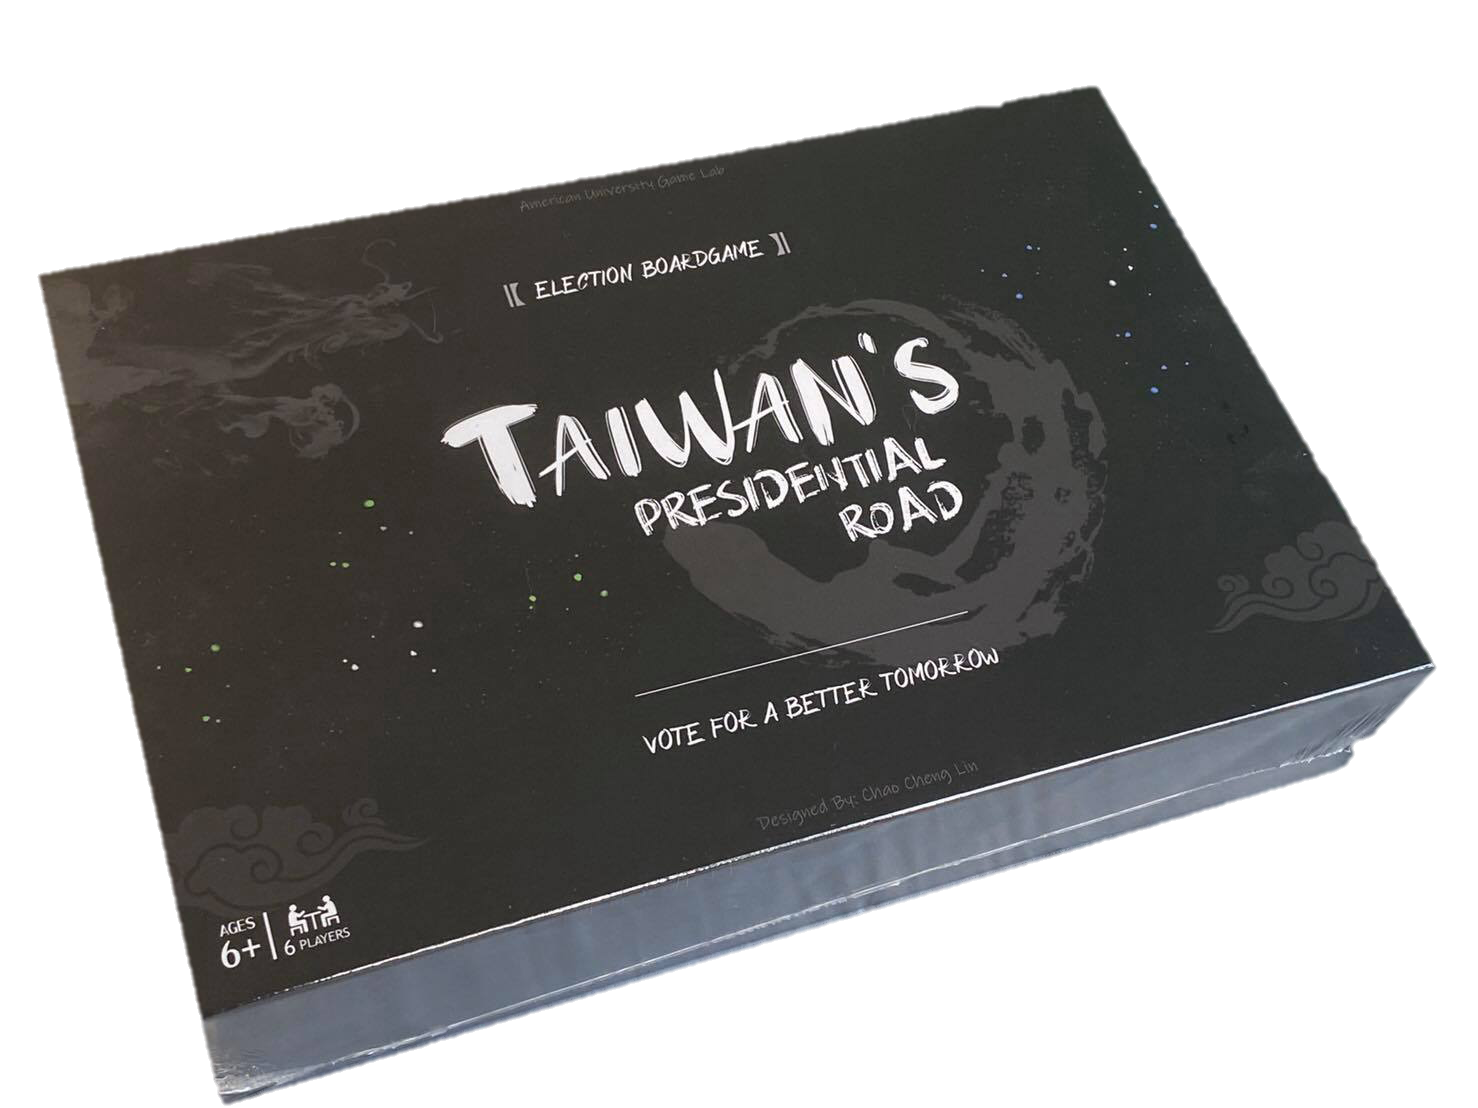 American University Game Lab
ELECTION BOARDGAME
TAIWAN'S
PRESIDENTIAL
ROAD
VOTE FOR A BETTER TOMORROW
Designed By: Chao Cheng Lin
AGES
6+
6 PLAYERS